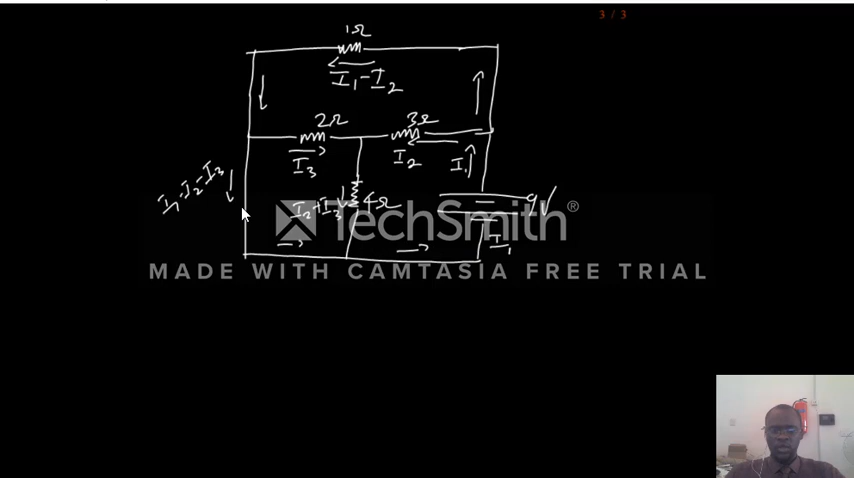 3 / 3
1Ω
I₁-I₂
2Ω
3Ω
I₃
I₂
I₁
I₁-I₂-I₃
I₂+I₃
4Ω
9V
TechSmith®
I₁
MADE WITH CAMTASIA FREE TRIAL